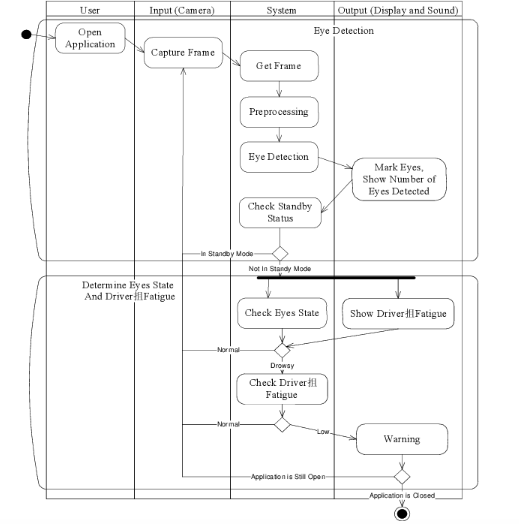 User
Input (Camera)
System
Output (Display and Sound)
Eye Detection
Open
Application
Capture Frame
Get Frame
Preprocessing
Eye Detection
Mark Eyes,
Show Number of
Eyes Detected
Check Standby
Status
In Standby Mode
Not In Standy Mode
Determine Eyes State
And Driver担Fatigue
Check Eyes State
Show Driver担Fatigue
Normal
Drowsy
Check Driver担
Fatigue
Normal
Low
Warning
Application is Still Open
Application is Closed